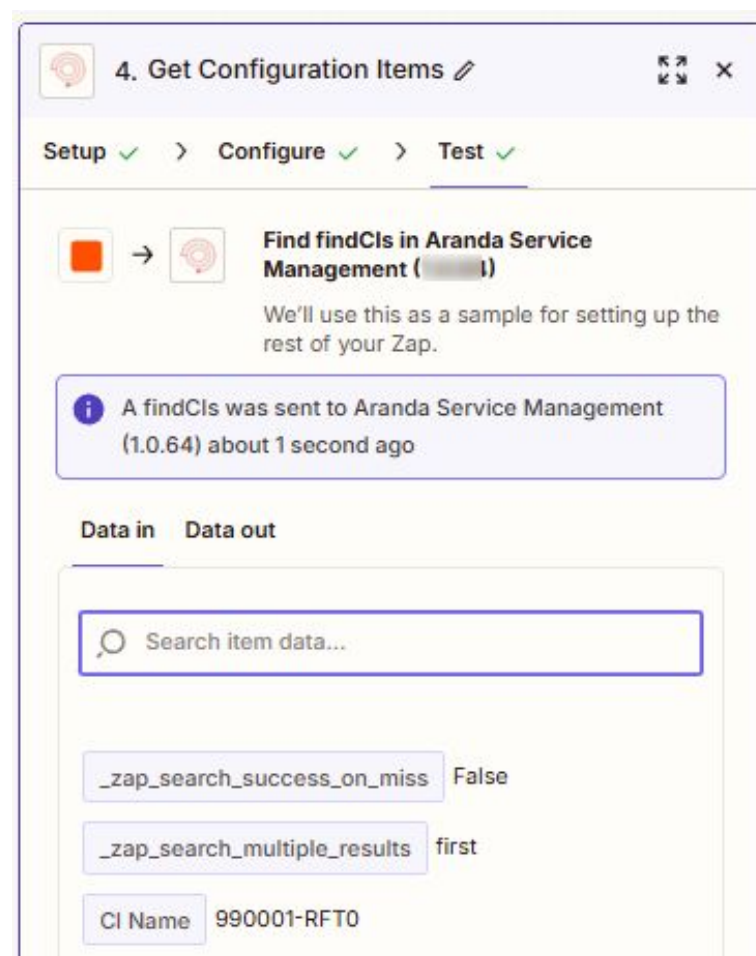 4. Get Configuration Items
Setup > Configure > Test
Find findCIs in Aranda Service
Management ( )
We'll use this as a sample for setting up the
rest of your Zap.
A findCIs was sent to Aranda Service Management
(1.0.64) about 1 second ago
Data in Data out
Search item data...
_zap_search_success_on_miss False
_zap_search_multiple_results first
CI Name 990001-RFT0